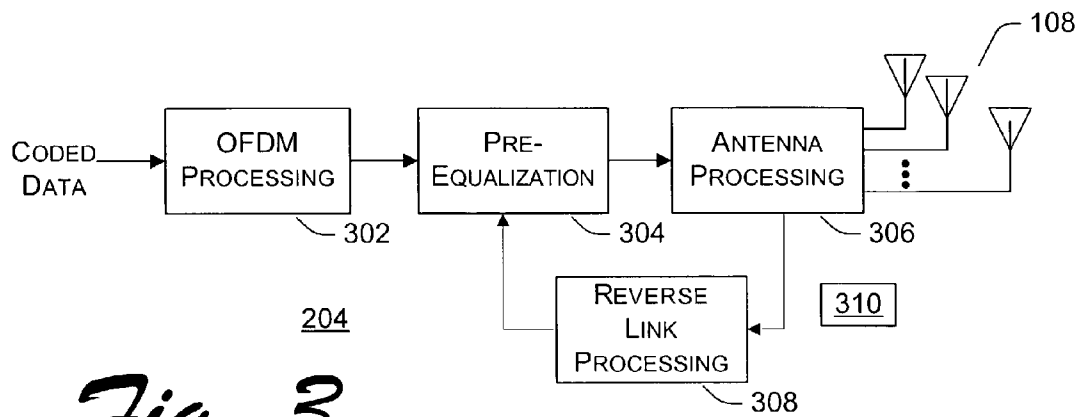 108
CODED
DATA
OFDM
PROCESSING
302
PRE-
EQUALIZATION
304
ANTENNA
PROCESSING
306
REVERSE
LINK
PROCESSING
308
310
204
Fig. 3